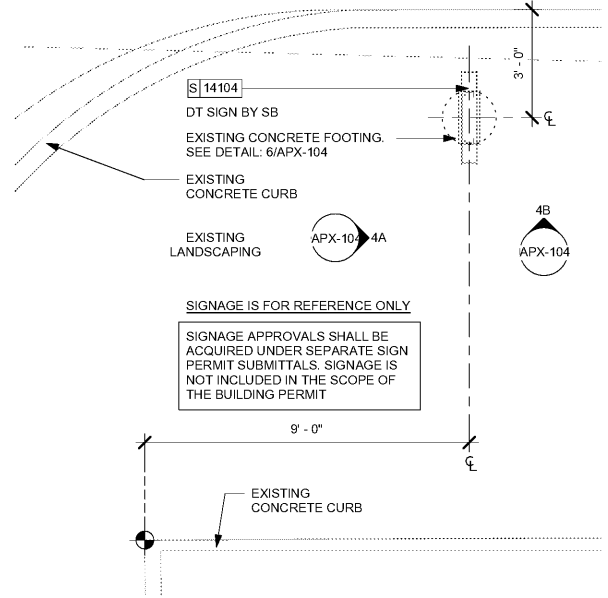 3' - 0"
S 14104
DT SIGN BY SB
EXISTING CONCRETE FOOTING.
SEE DETAIL: 6/APX-104
EXISTING
CONCRETE CURB
EXISTING
LANDSCAPING
APX-104
4A
4B
APX-104
SIGNAGE IS FOR REFERENCE ONLY
SIGNAGE APPROVALS SHALL BE
ACQUIRED UNDER SEPARATE SIGN
PERMIT SUBMITTALS. SIGNAGE IS
NOT INCLUDED IN THE SCOPE OF
THE BUILDING PERMIT
9' - 0"
EXISTING
CONCRETE CURB